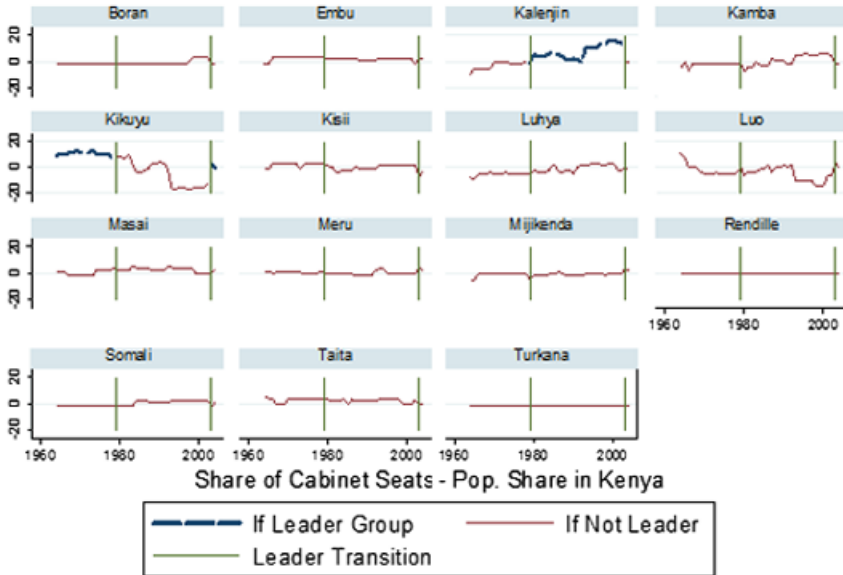 Boran Embu Kalenjin Kamba
20
0
-20
Kikuyu Kisii Luhya Luo
20
0
-20
Masai Meru Mijikenda Rendille
20
0
-20
1960 1980 2000
Somali Taita Turkana
20
0
-20
1960 1980 2000 1960 1980 2000 1960 1980 2000
Share of Cabinet Seats - Pop. Share in Kenya
If Leader Group If Not Leader
Leader Transition